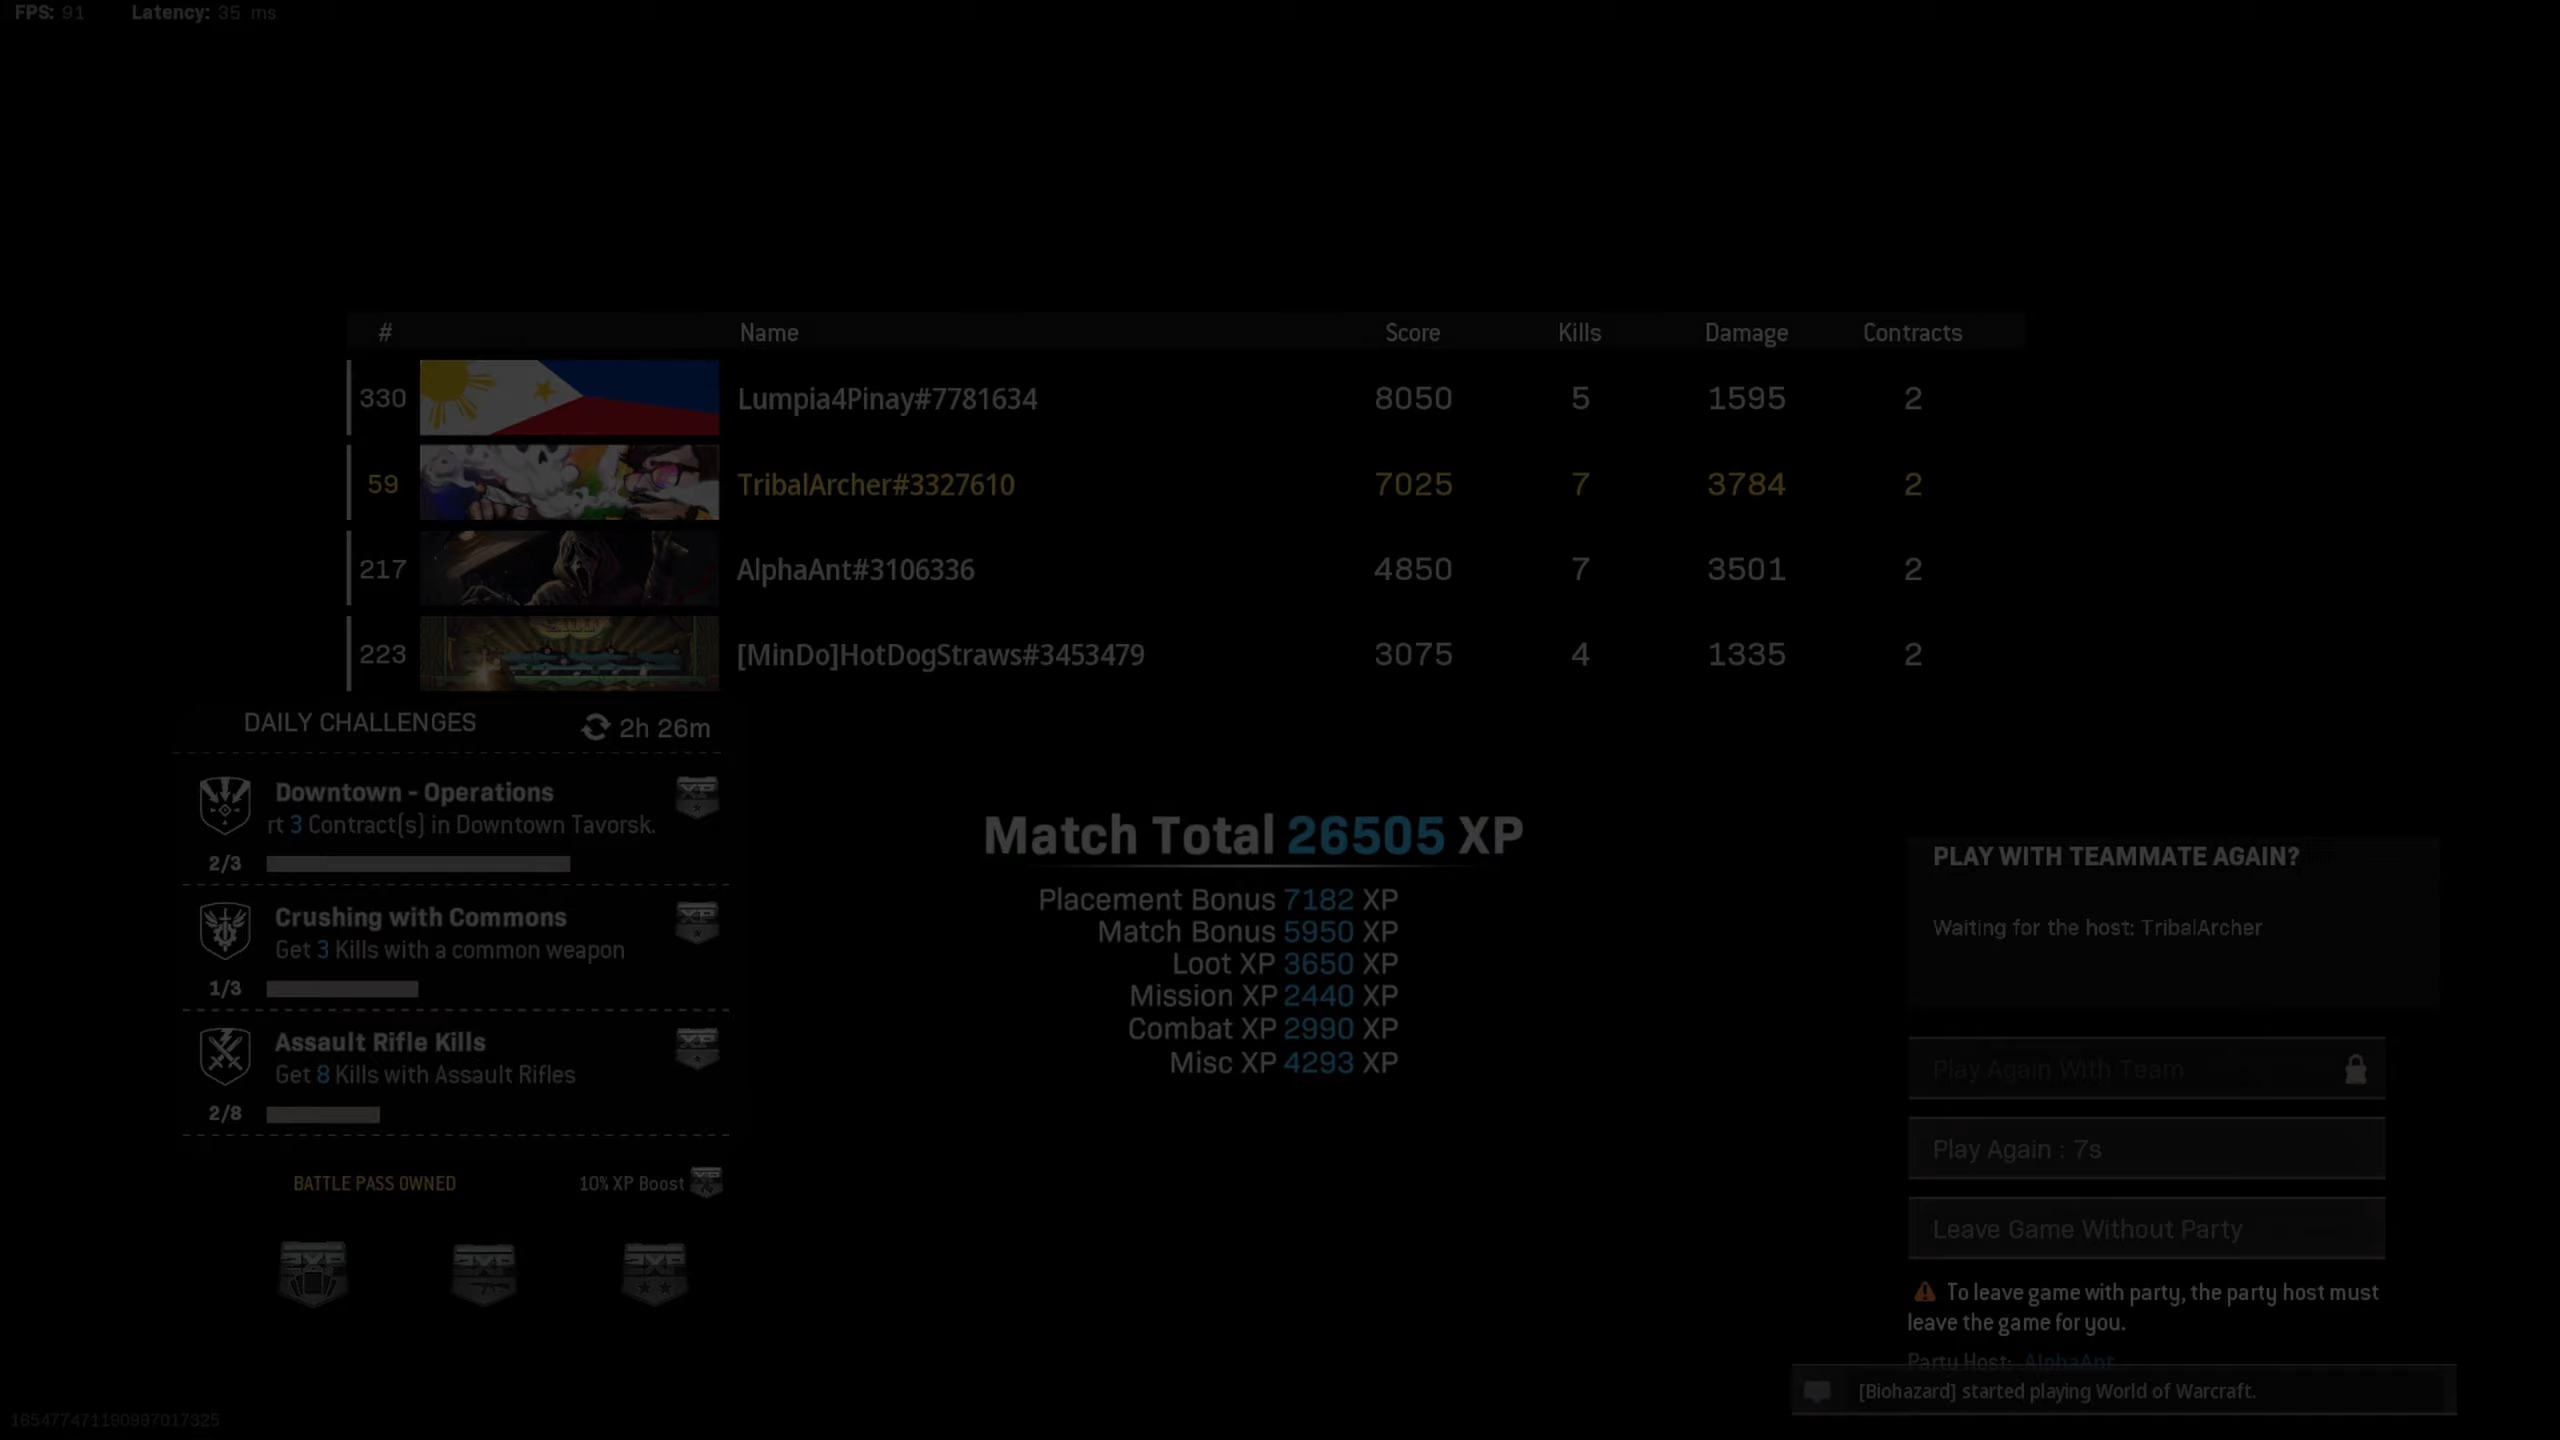 FPS: 91 Latency: 35 ms
# Name Score Kills Damage Contracts
330 Lumpia4Pinay#7781634 8050 5 1595 2
59 TribalArcher#3327610 7025 7 3784 2
217 AlphaAnt#3106336 4850 7 3501 2
223 [MinDo]HotDogStraws#3453479 3075 4 1335 2
DAILY CHALLENGES 2h 26m
Downtown - Operations
rt 3 Contract(s) in Downtown Tavorsk.
2/3
Crushing with Commons
Get 3 Kills with a common weapon
1/3
Assault Rifle Kills
Get 8 Kills with Assault Rifles
2/8
BATTLE PASS OWNED 10% XP Boost
Match Total 26505 XP
Placement Bonus 7182 XP
Match Bonus 5950 XP
Loot XP 3650 XP
Mission XP 2440 XP
Combat XP 2990 XP
Misc XP 4293 XP
PLAY WITH TEAMMATE AGAIN?
Waiting for the host: TribalArcher
Play Again With Team
Play Again : 7s
Leave Game Without Party
To leave game with party, the party host must
leave the game for you.
Party Host: AlphaAnt
[Biohazard] started playing World of Warcraft.
165477471190997017325